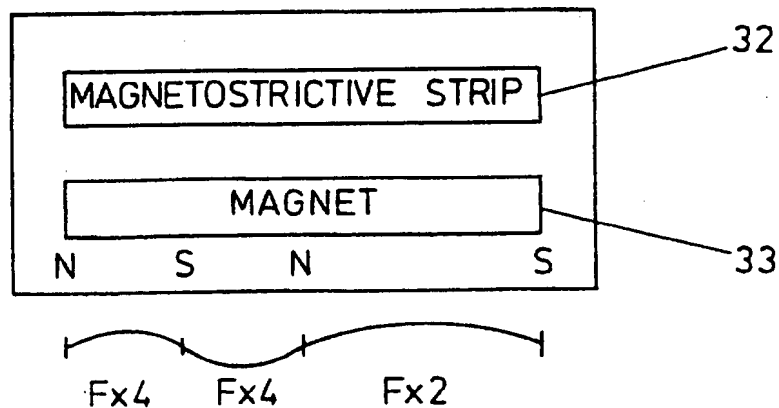 32
MAGNETOSTRICTIVE STRIP
MAGNET
N S N S
33
Fx4 Fx4 Fx2